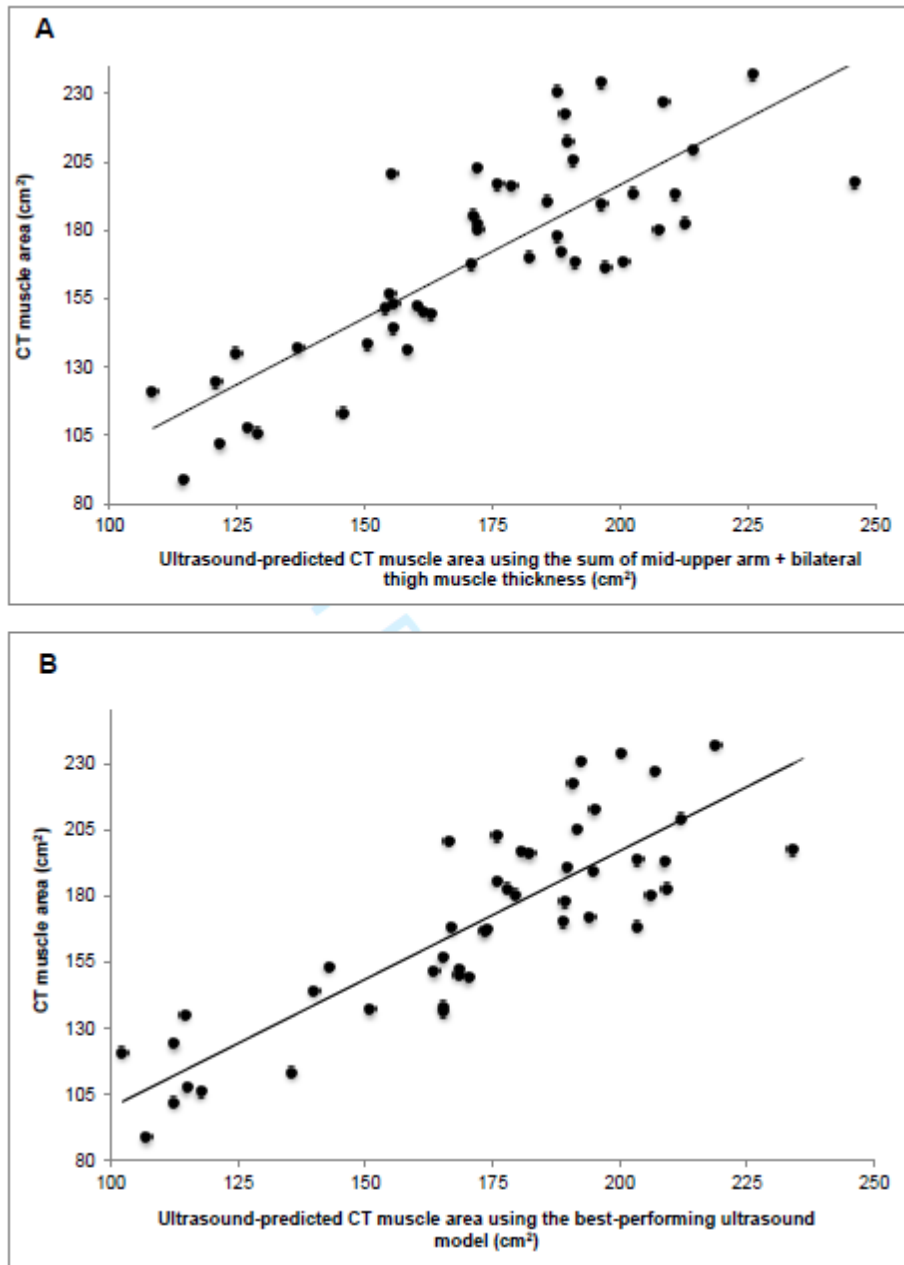 A
230
205
180
155
130
105
80
CT muscle area (cm²)
100 125 150 175 200 225 250
Ultrasound-predicted CT muscle area using the sum of mid-upper arm + bilateral
thigh muscle thickness (cm²)
B
230
205
180
155
130
105
80
CT muscle area (cm²)
100 125 150 175 200 225 250
Ultrasound-predicted CT muscle area using the best-performing ultrasound
model (cm²)